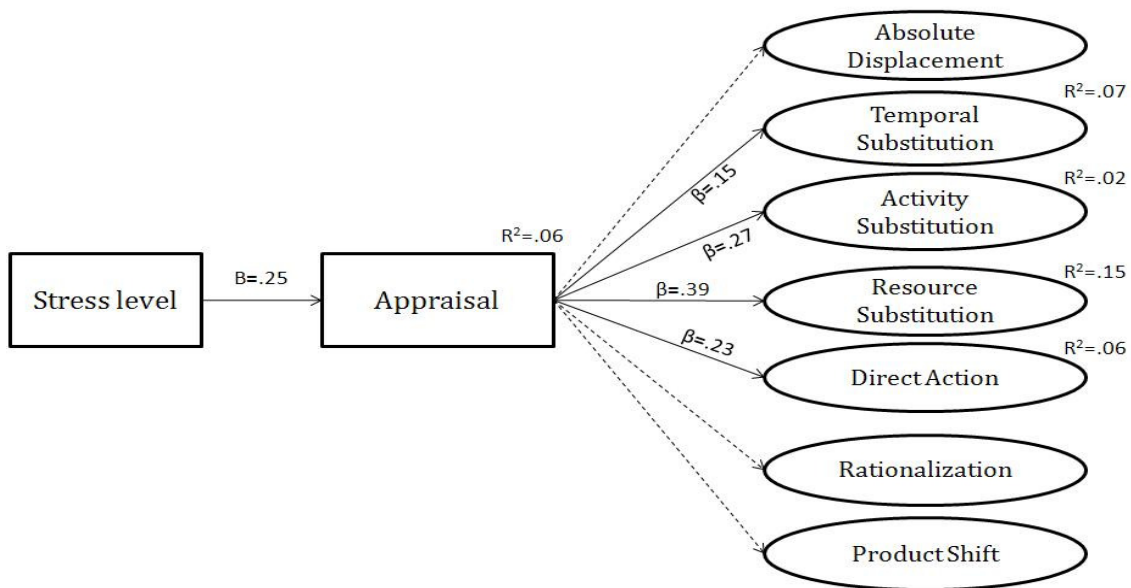 Absolute
Displacement
R²=.07
Temporal
Substitution
β=.15
R²=.02
Activity
Substitution
β=.27
R²=.06
Stress level
B=.25
Appraisal
R²=.15
β=.39
Resource
Substitution
R²=.06
β=.23
Direct Action
Rationalization
Product Shift